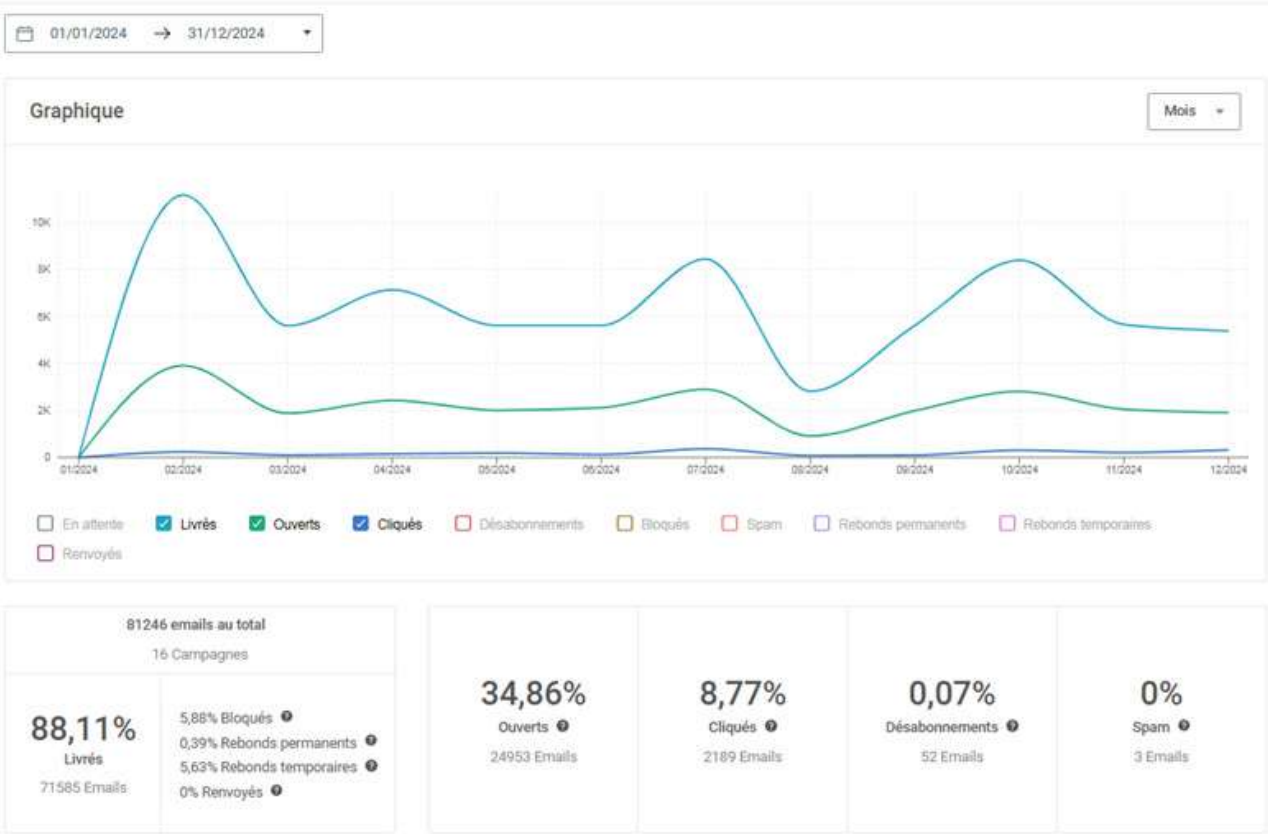 01/01/2024 → 31/12/2024
Graphique
Mois
10K
8K
6K
4K
2K
0
01/2024 02/2024 03/2024 04/2024 05/2024 06/2024 07/2024 08/2024 09/2024 10/2024 11/2024 12/2024
En attente Livrés Ouverts Cliqués Désabonnements Bloqués Spam Rebonds permanents Rebonds temporaires
Renvoyés
81246 emails au total
16 Campagnes
88,11%
Livrés
71585 Emails
5,88% Bloqués ?
0,39% Rebonds permanents ?
5,63% Rebonds temporaires ?
0% Renvoyés ?
34,86%
Ouverts ?
24953 Emails
8,77%
Cliqués ?
2189 Emails
0,07%
Désabonnements ?
52 Emails
0%
Spam ?
3 Emails